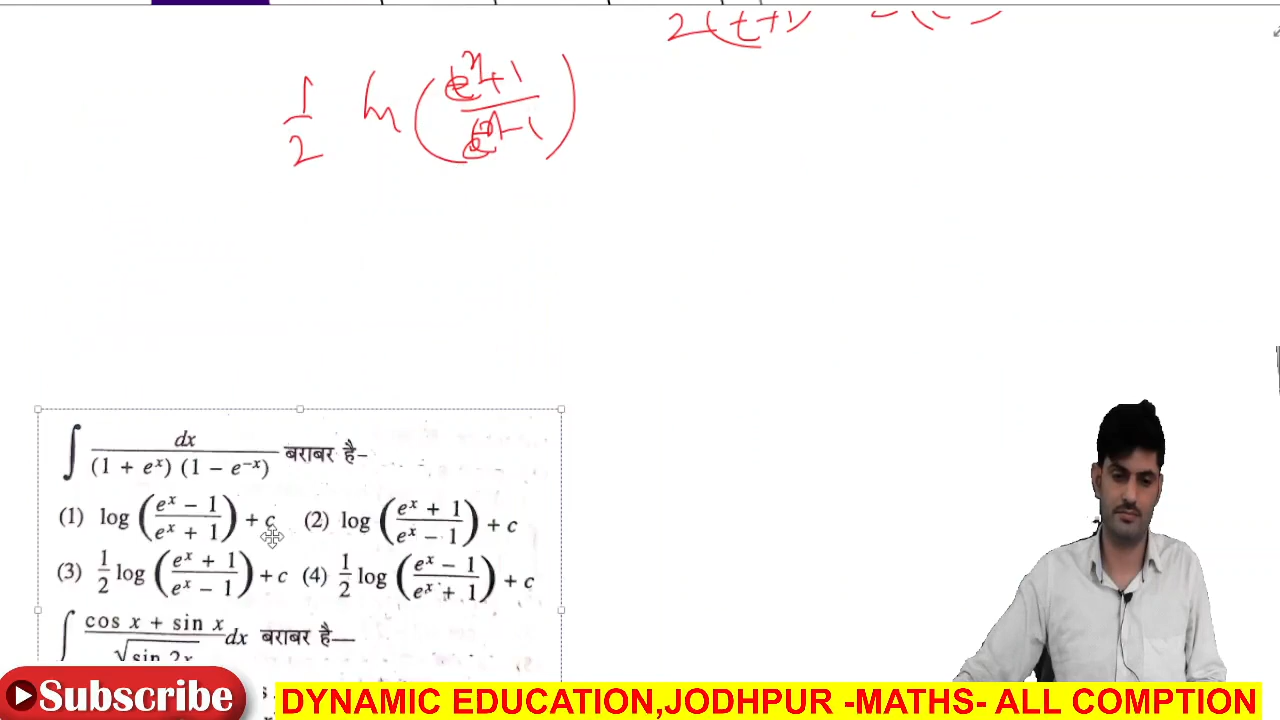 2(t+1)
1/2 ln(e^x+1/e^x-1)
∫ dx/(1 + e^x) (1 − e^−x) बराबर है–
(1) log (e^x − 1/e^x + 1) + c (2) log (e^x + 1/e^x − 1) + c
(3) 1/2 log (e^x + 1/e^x − 1) + c (4) 1/2 log (e^x − 1/e^x + 1) + c
∫ cos x + sin x/√sin 2x dx बराबर है—
Subscribe
DYNAMIC EDUCATION,JODHPUR -MATHS- ALL COMPTION